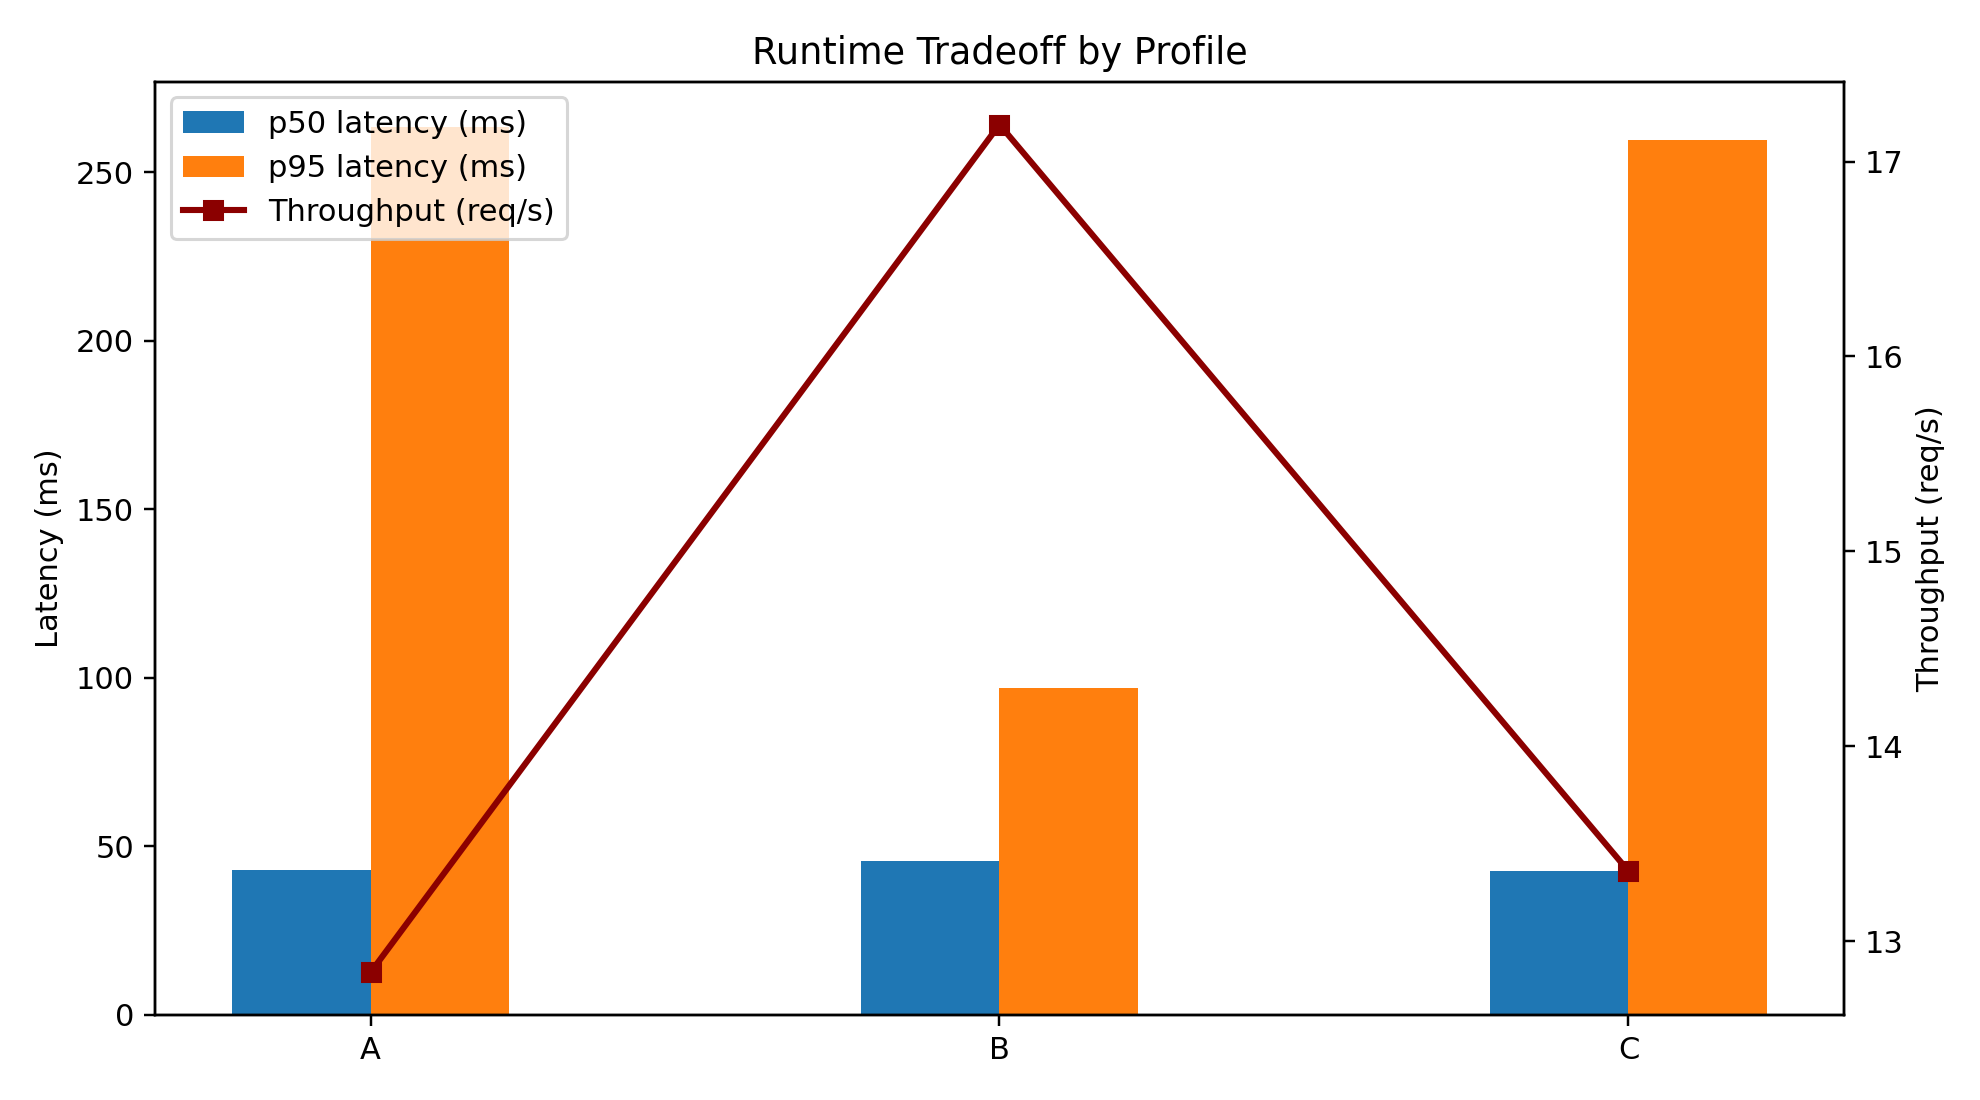 Runtime Tradeoff by Profile
p50 latency (ms)
p95 latency (ms)
Throughput (req/s)
Latency (ms)
250
200
150
100
50
0
17
16
15
14
13
Throughput (req/s)
A
B
C